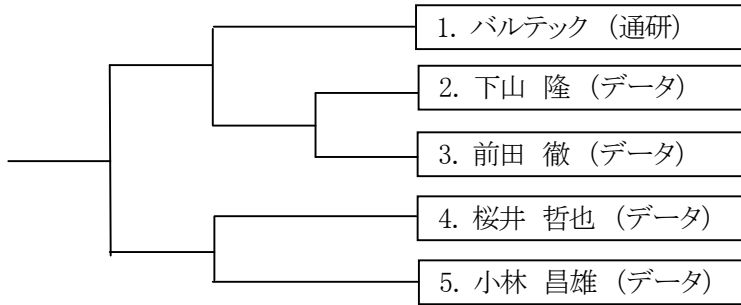 1. バルテック (通研)
2. 下山 隆 (データ)
3. 前田 徹 (データ)
4. 桜井 哲也 (データ)
5. 小林 昌雄 (データ)